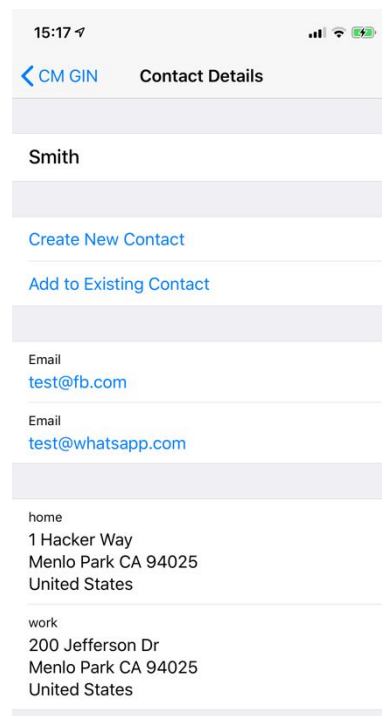 15:17
CM GIN Contact Details
Smith
Create New Contact
Add to Existing Contact
Email
test@fb.com
Email
test@whatsapp.com
home
1 Hacker Way
Menlo Park CA 94025
United States
work
200 Jefferson Dr
Menlo Park CA 94025
United States